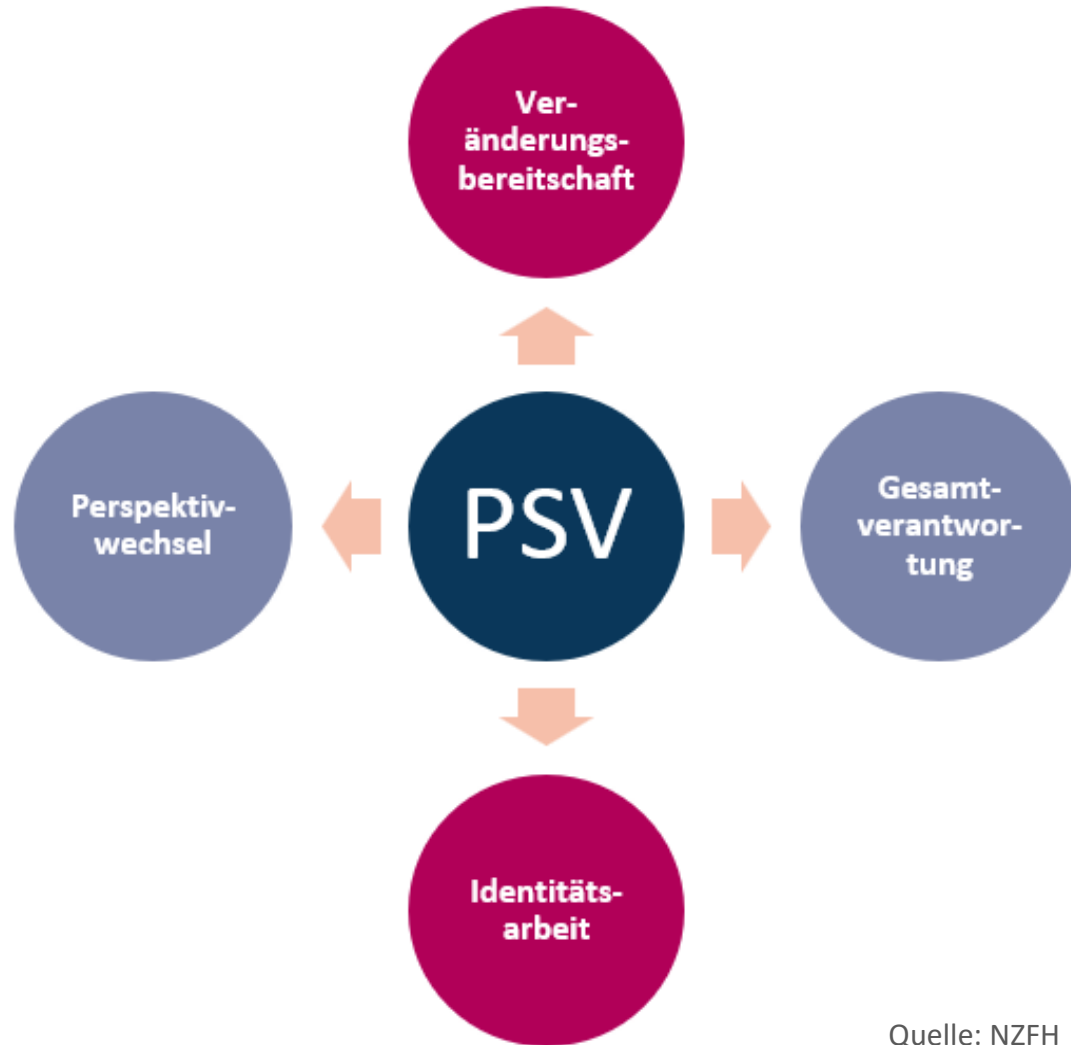 Ver-
änderungs-
bereitschaft
Perspektiv-
wechsel
PSV
Gesamt-
verantwor-
tung
Identitäts-
arbeit
Quelle: NZFH